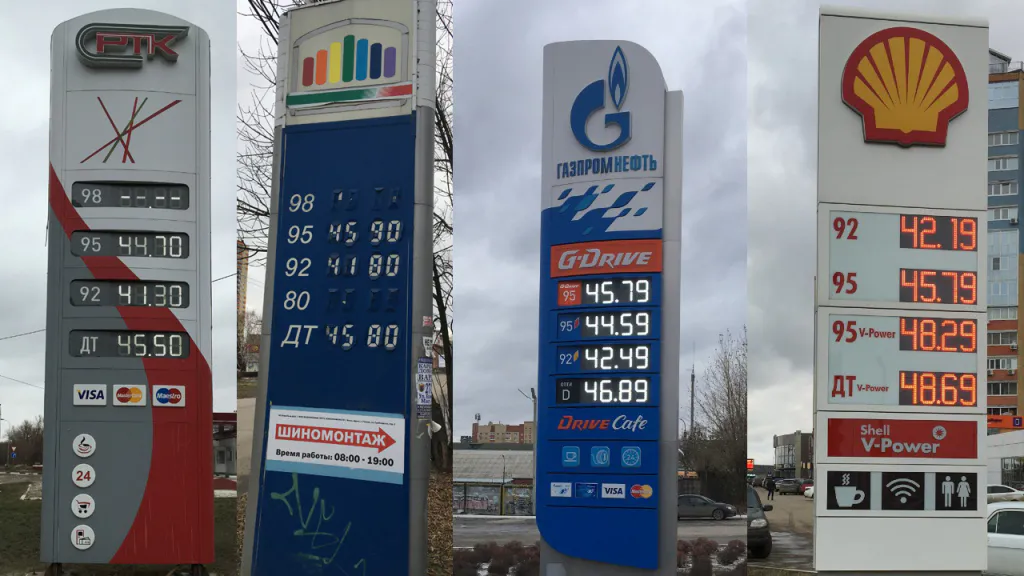 РТК
98 --.--
95 44.70
92 41.30
ДТ 45.50
VISA MasterCard Maestro
24
98
95 45 90
92 41 80
80
ДТ 45 80
ШИНОМОНТАЖ
Время работы: 08:00 - 19:00
ГАЗПРОМНЕФТЬ
G-DRIVE
G-Drive 95 45.79
95 44.59
92 42.49
D 46.89
DRIVE Cafe
VISA
92 42.19
95 45.79
95 V-Power 48.29
ДТ V-Power 48.69
Shell
V-Power